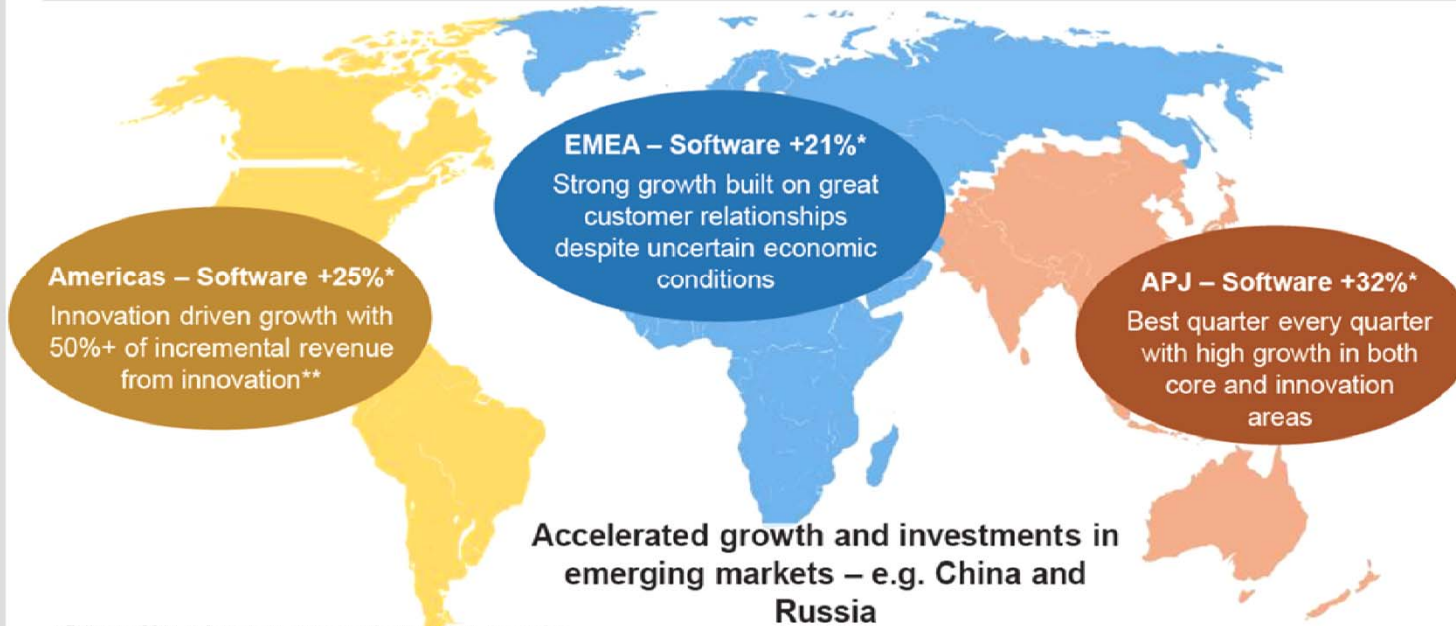 EMEA – Software +21%*
Strong growth built on great
customer relationships
despite uncertain economic
conditions
Americas – Software +25%*
Innovation driven growth with
50%+ of incremental revenue
from innovation**
APJ – Software +32%*
Best quarter every quarter
with high growth in both
core and innovation
areas
Accelerated growth and investments in
emerging markets – e.g. China and
Russia